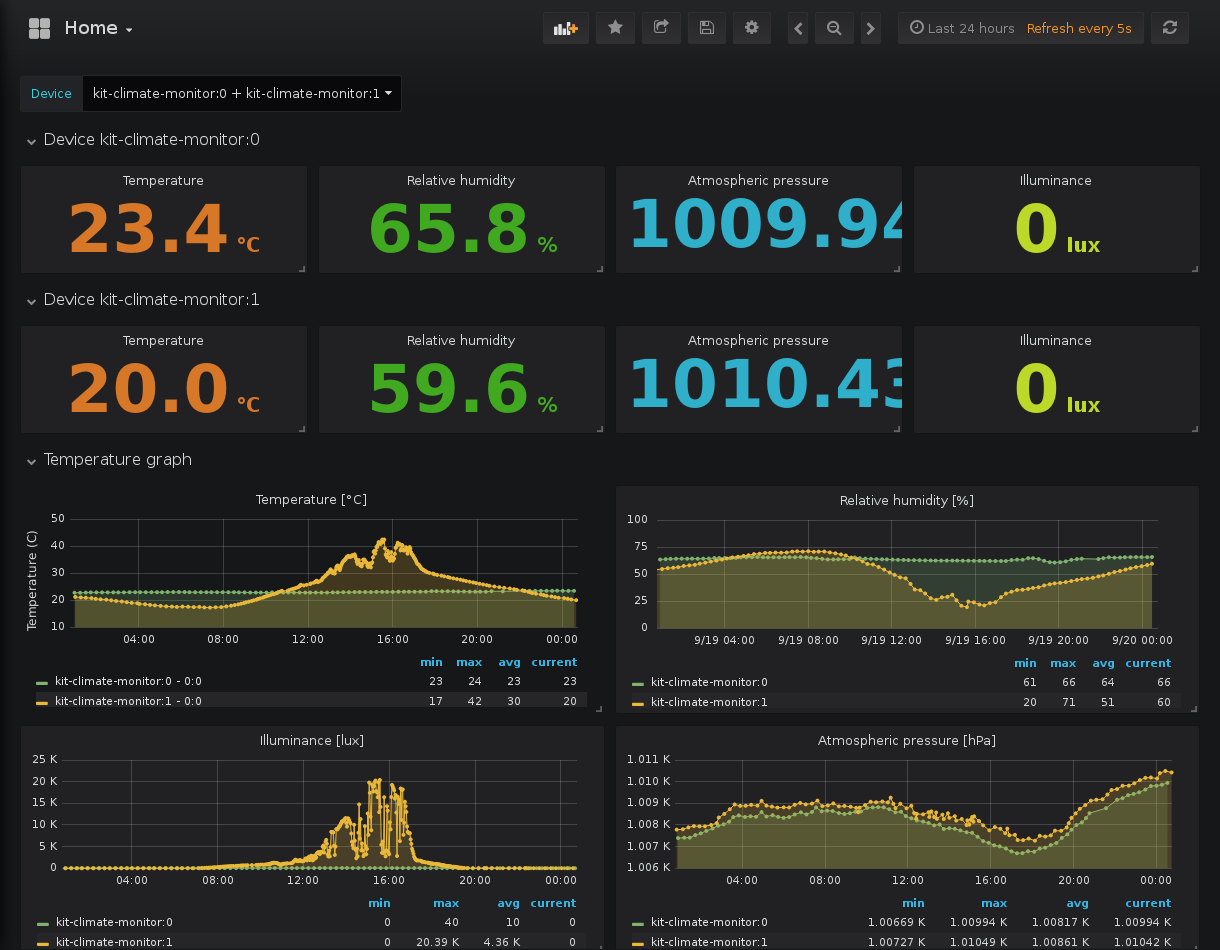 Home
Last 24 hours Refresh every 5s
Device kit-climate-monitor:0 + kit-climate-monitor:1
Device kit-climate-monitor:0
Temperature Relative humidity Atmospheric pressure Illuminance
23.4 °C 65.8 % 1009.94 0 lux
Device kit-climate-monitor:1
Temperature Relative humidity Atmospheric pressure Illuminance
20.0 °C 59.6 % 1010.43 0 lux
Temperature graph
Temperature [°C]
Temperature (C)
50
40
30
20
10
04:00 08:00 12:00 16:00 20:00 00:00
min max avg current
kit-climate-monitor:0 - 0:0 23 24 23 23
kit-climate-monitor:1 - 0:0 17 42 30 20
Relative humidity [%]
100
75
50
25
0
9/19 04:00 9/19 08:00 9/19 12:00 9/19 16:00 9/19 20:00 9/20 00:00
min max avg current
kit-climate-monitor:0 61 66 64 66
kit-climate-monitor:1 20 71 51 60
Illuminance [lux]
25 K
20 K
15 K
10 K
5 K
0
04:00 08:00 12:00 16:00 20:00 00:00
min max avg current
kit-climate-monitor:0 0 40 10 0
kit-climate-monitor:1 0 20.39 K 4.36 K 0
Atmospheric pressure [hPa]
1.011 K
1.010 K
1.009 K
1.008 K
1.007 K
1.006 K
04:00 08:00 12:00 16:00 20:00 00:00
min max avg current
kit-climate-monitor:0 1.00669 K 1.00994 K 1.00817 K 1.00994 K
kit-climate-monitor:1 1.00727 K 1.01049 K 1.00861 K 1.01042 K